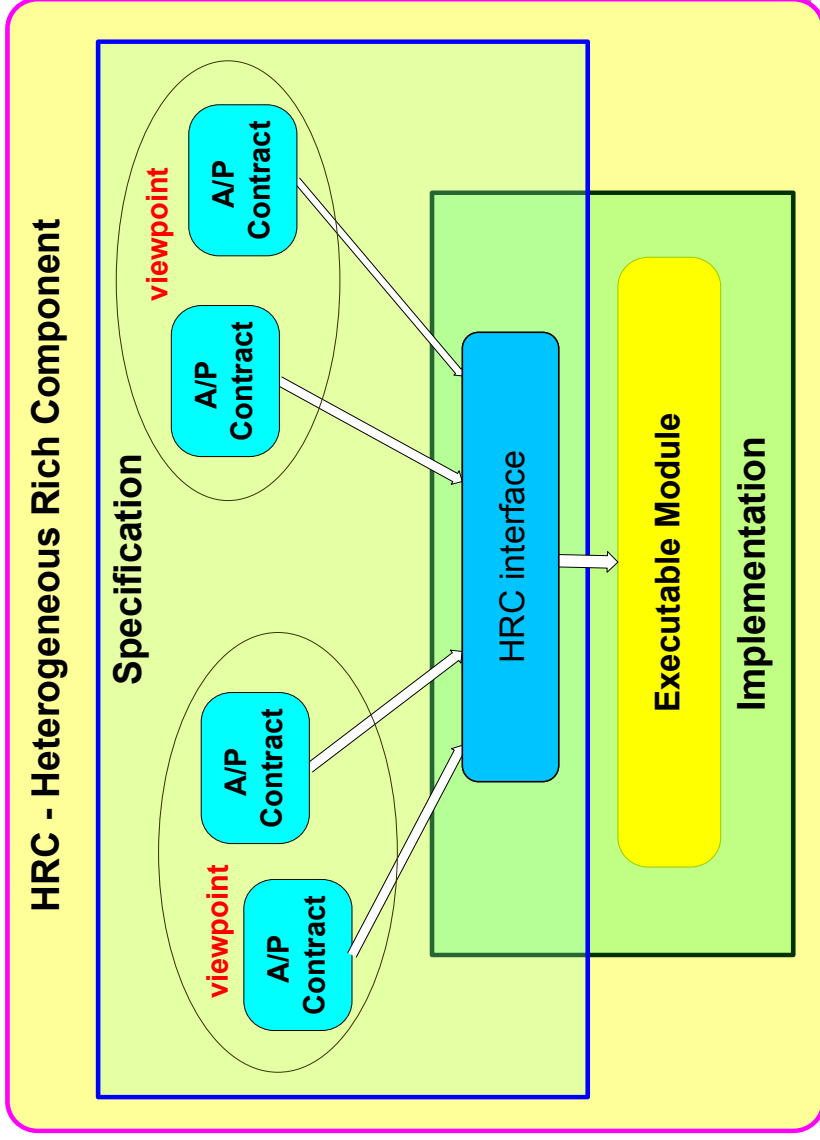 HRC - Heterogeneous Rich Component
Specification
viewpoint
A/P
Contract
A/P
Contract
viewpoint
A/P
Contract
A/P
Contract
HRC interface
Executable Module
Implementation